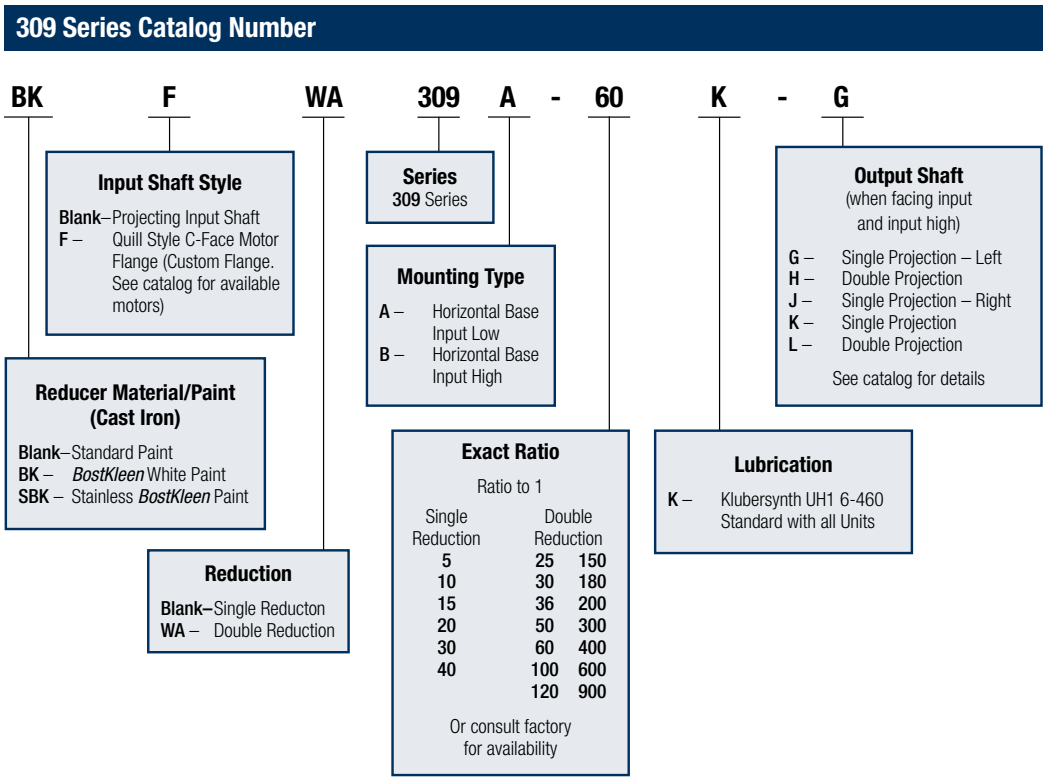 309 Series Catalog Number
BK F WA 309 A - 60 K - G
Input Shaft Style
Blank–Projecting Input Shaft
F – Quill Style C-Face Motor
Flange (Custom Flange.
See catalog for available
motors)
Series
309 Series
Output Shaft
(when facing input
and input high)
G – Single Projection – Left
H – Double Projection
J – Single Projection – Right
K – Single Projection
L – Double Projection
See catalog for details
Mounting Type
A – Horizontal Base
Input Low
B – Horizontal Base
Input High
Reducer Material/Paint
(Cast Iron)
Blank–Standard Paint
BK – BostKleen White Paint
SBK – Stainless BostKleen Paint
Exact Ratio
Ratio to 1
Single Double
Reduction Reduction
5 25 150
10 30 180
15 36 200
20 50 300
30 60 400
40 100 600
120 900
Or consult factory
for availability
Lubrication
K – Klubersynth UH1 6-460
Standard with all Units
Reduction
Blank–Single Reducton
WA – Double Reduction